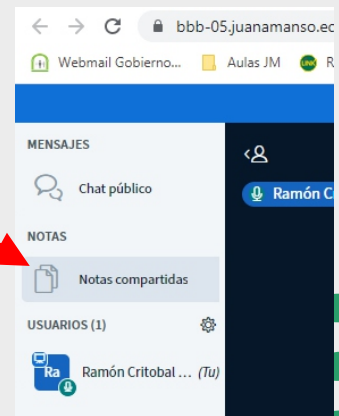 bbb-05.juanamanso.ec
Webmail Gobierno... Aulas JM
MENSAJES
Chat público
NOTAS
Notas compartidas
USUARIOS (1)
Ra Ramón Critobal ... (Tu)
Ramón C